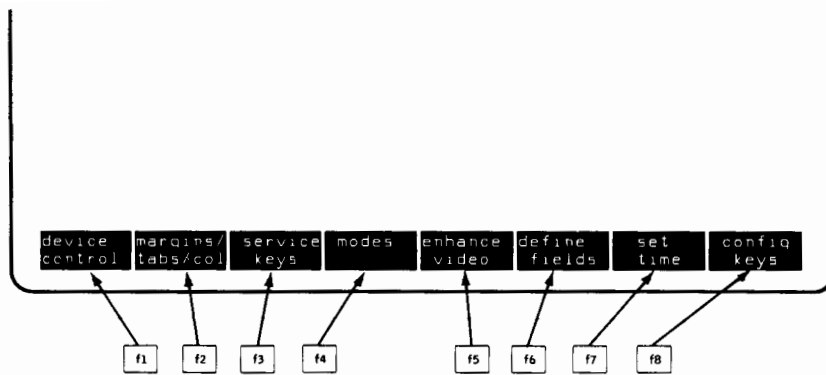 device margins/ service modes enhance define set config
control tabs/col keys video fields time keys
f1 f2 f3 f4 f5 f6 f7 f8